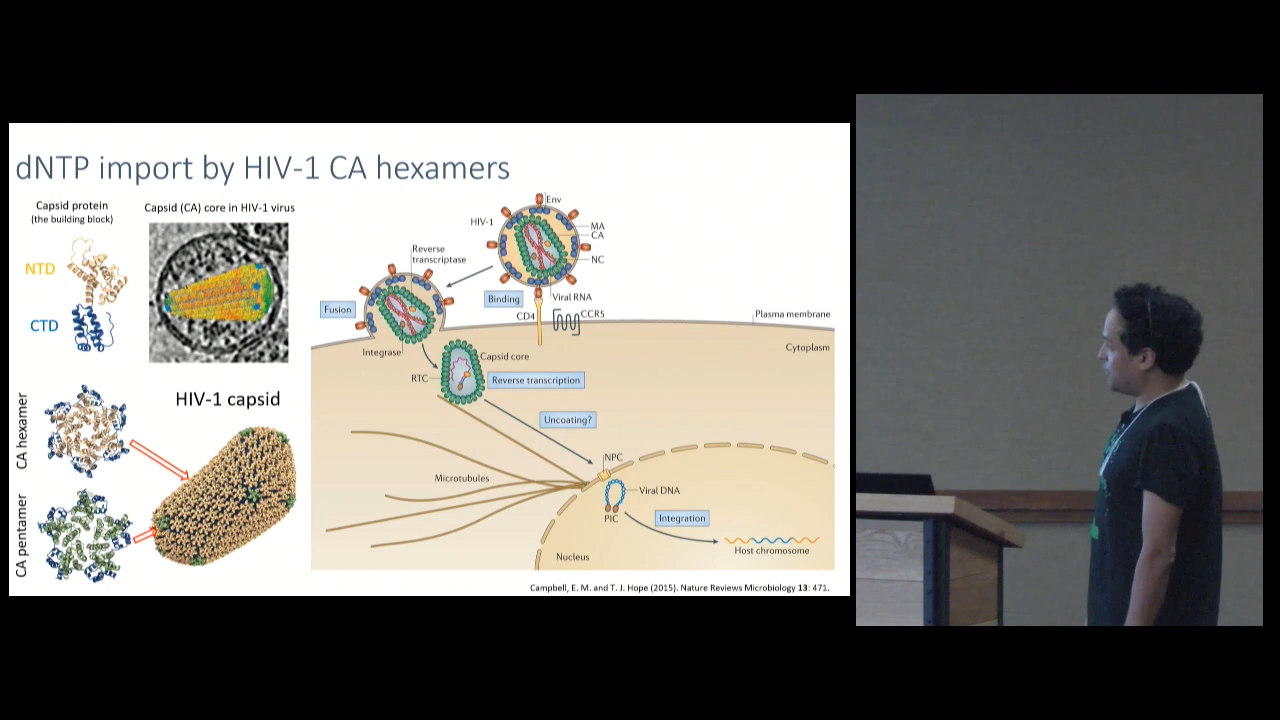 dNTP import by HIV-1 CA hexamers
Capsid protein
(the building block)
NTD
CTD
Capsid (CA) core in HIV-1 virus
CA hexamer
CA pentamer
HIV-1 capsid
Env
HIV-1
MA
CA
NC
Reverse
transcriptase
Binding
Viral RNA
Fusion
CD4
CCR5
Plasma membrane
Cytoplasm
Integrase
Capsid core
RTC
Reverse transcription
Uncoating?
NPC
Microtubules
Viral DNA
PIC
Integration
Host chromosome
Nucleus
Campbell, E. M. and T. J. Hope (2015). Nature Reviews Microbiology 13: 471.